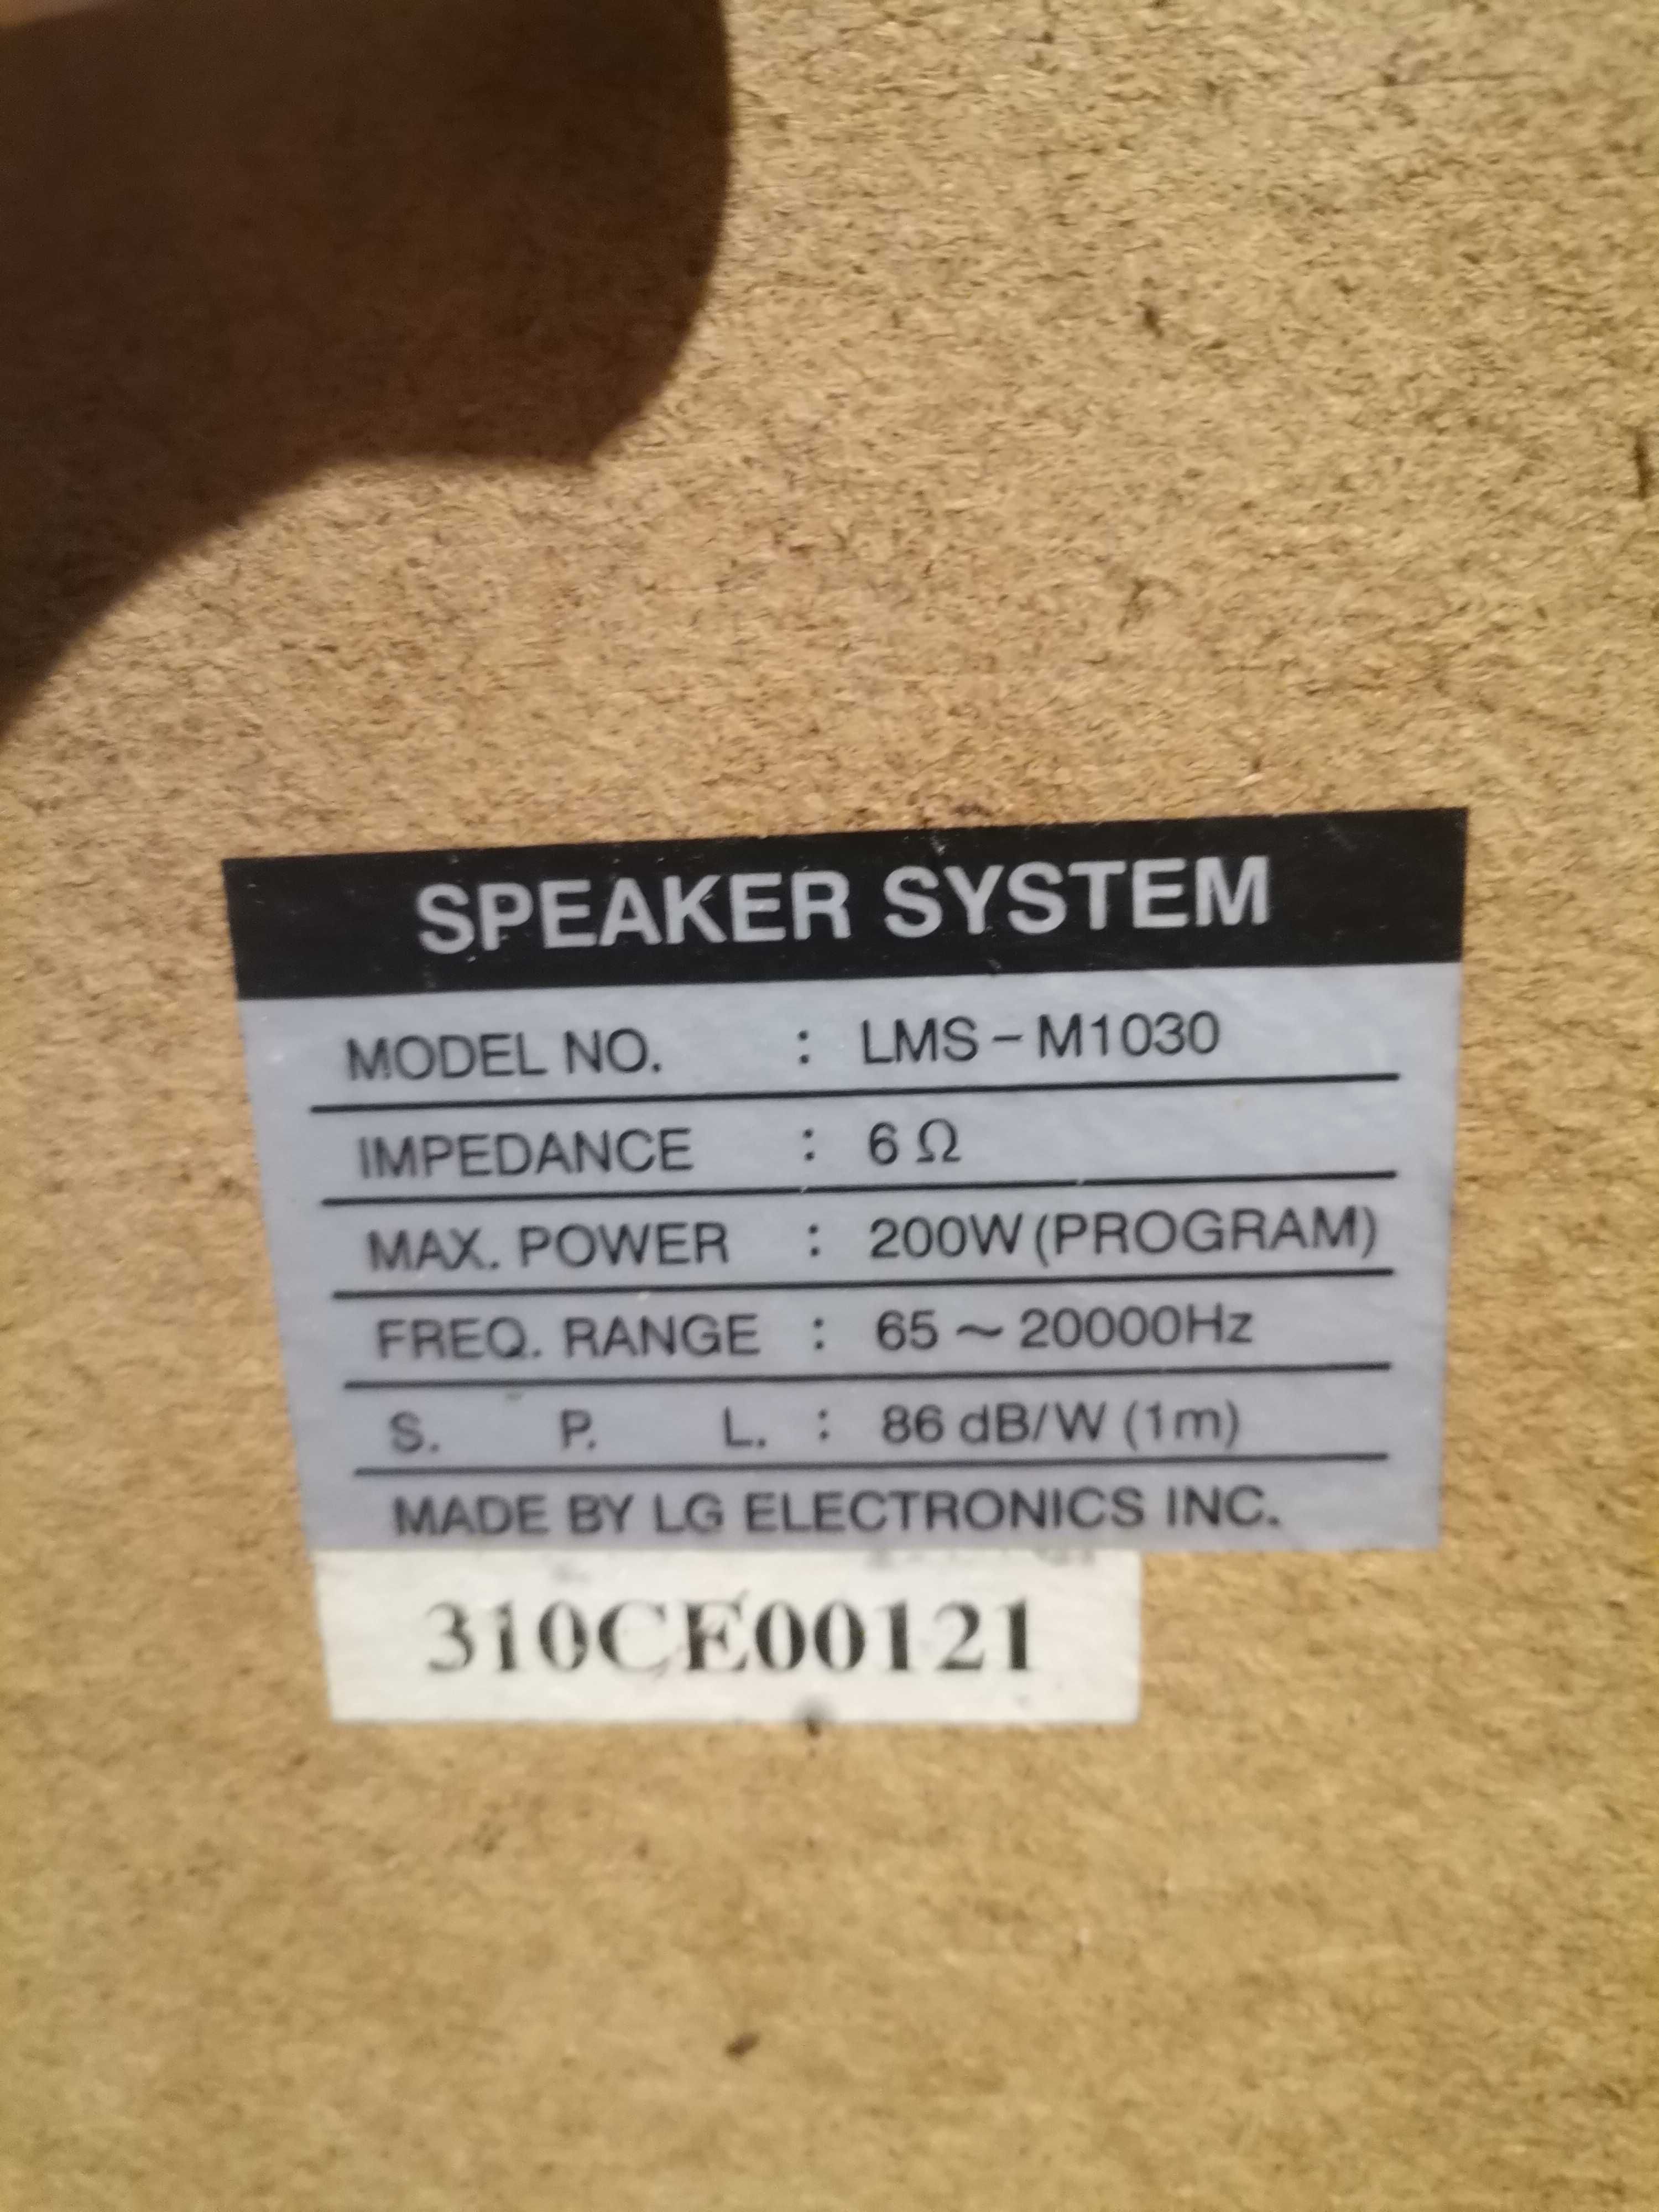 SPEAKER SYSTEM
MODEL NO. : LMS-M1030
IMPEDANCE : 6 Ω
MAX. POWER : 200W (PROGRAM)
FREQ. RANGE : 65 ~ 20000Hz
S. P. L. : 86 dB/W (1m)
MADE BY LG ELECTRONICS INC.
310CE00121